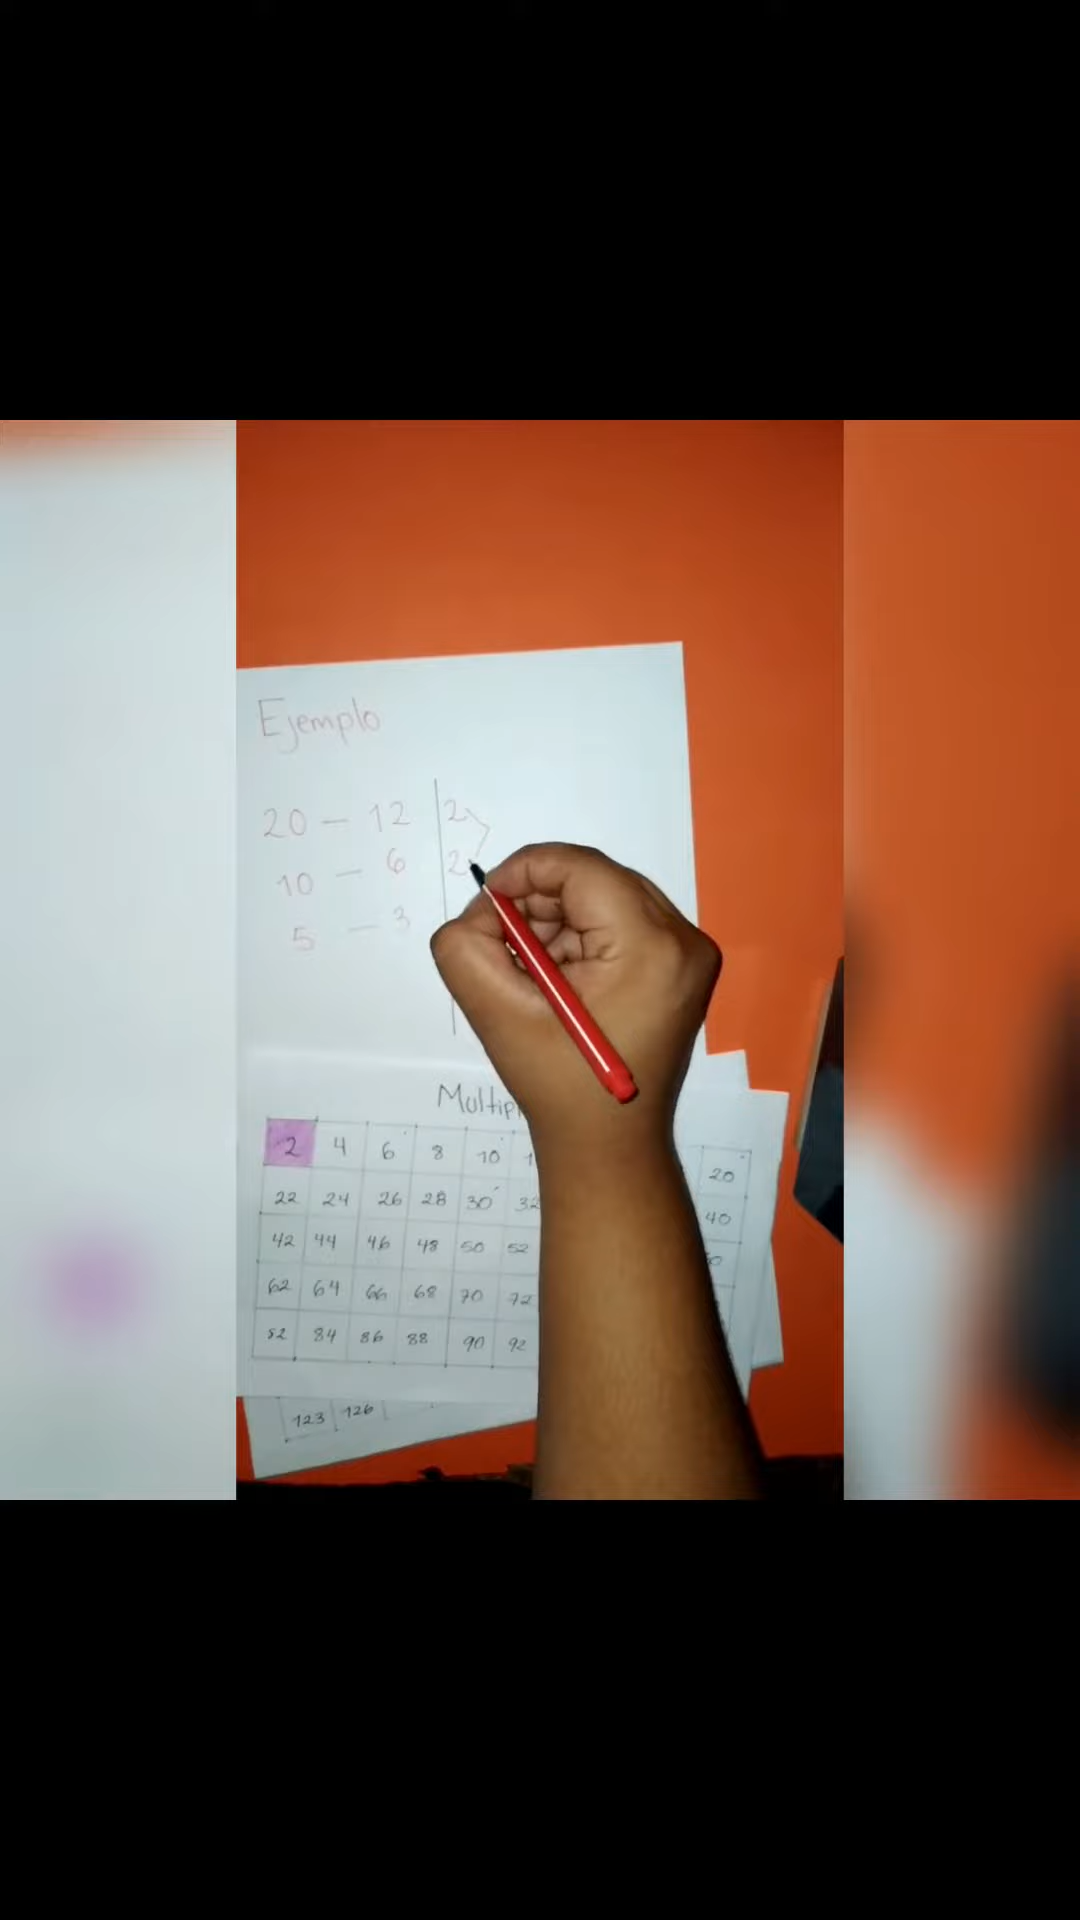 Ejemplo
20 — 12 | 2
10 — 6 | 2
5 — 3
2 4 6 8 10 20
22 24 26 28 30 32 40
42 44 46 48 50 52
62 64 66 68 70 72
84 86 88 90 92
123 126